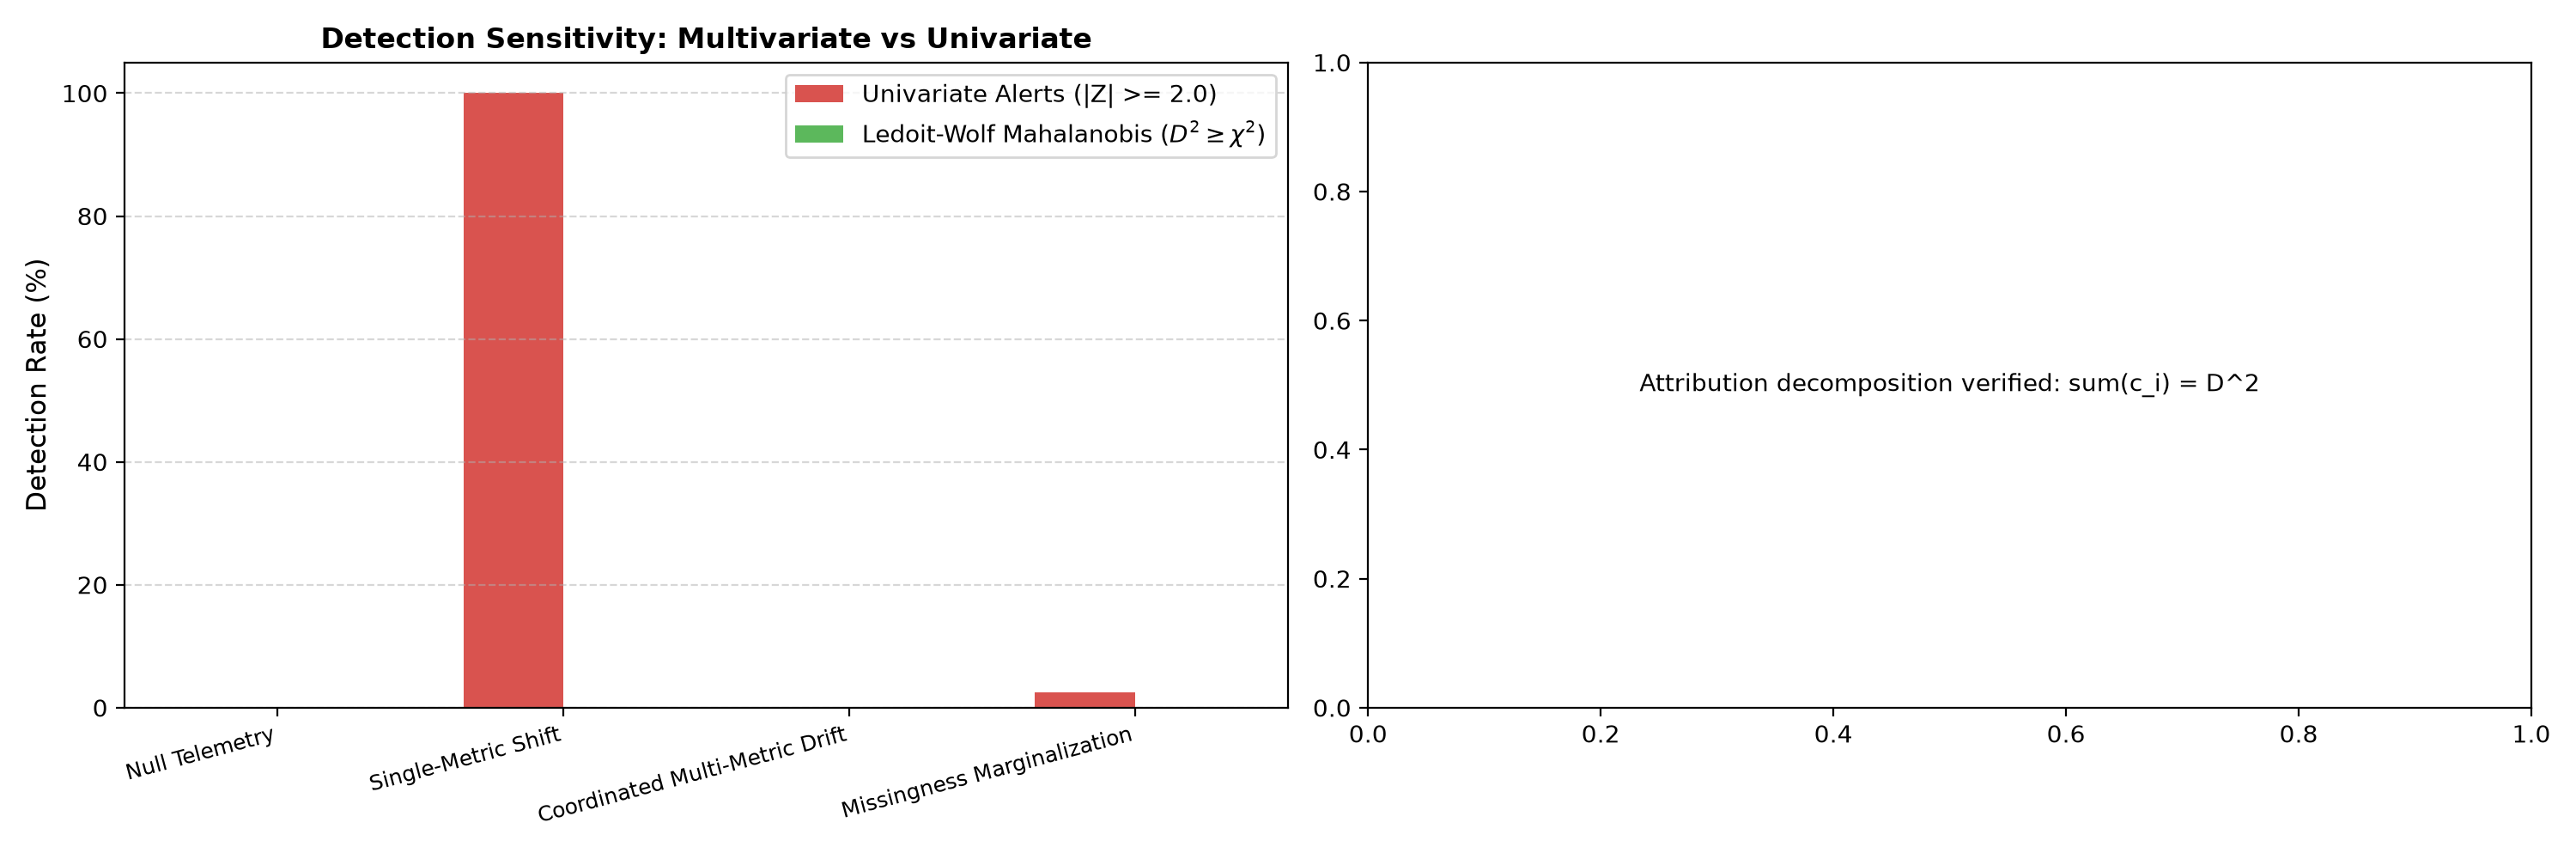 Detection Sensitivity: Multivariate vs Univariate
Detection Rate (%)
100
80
60
40
20
0
Univariate Alerts (|Z| >= 2.0)
Ledoit-Wolf Mahalanobis (D² ≥ χ²)
Null Telemetry
Single-Metric Shift
Coordinated Multi-Metric Drift
Missingness Marginalization
1.0
0.8
0.6
0.4
0.2
0.0
Attribution decomposition verified: sum(c_i) = D^2
0.0 0.2 0.4 0.6 0.8 1.0